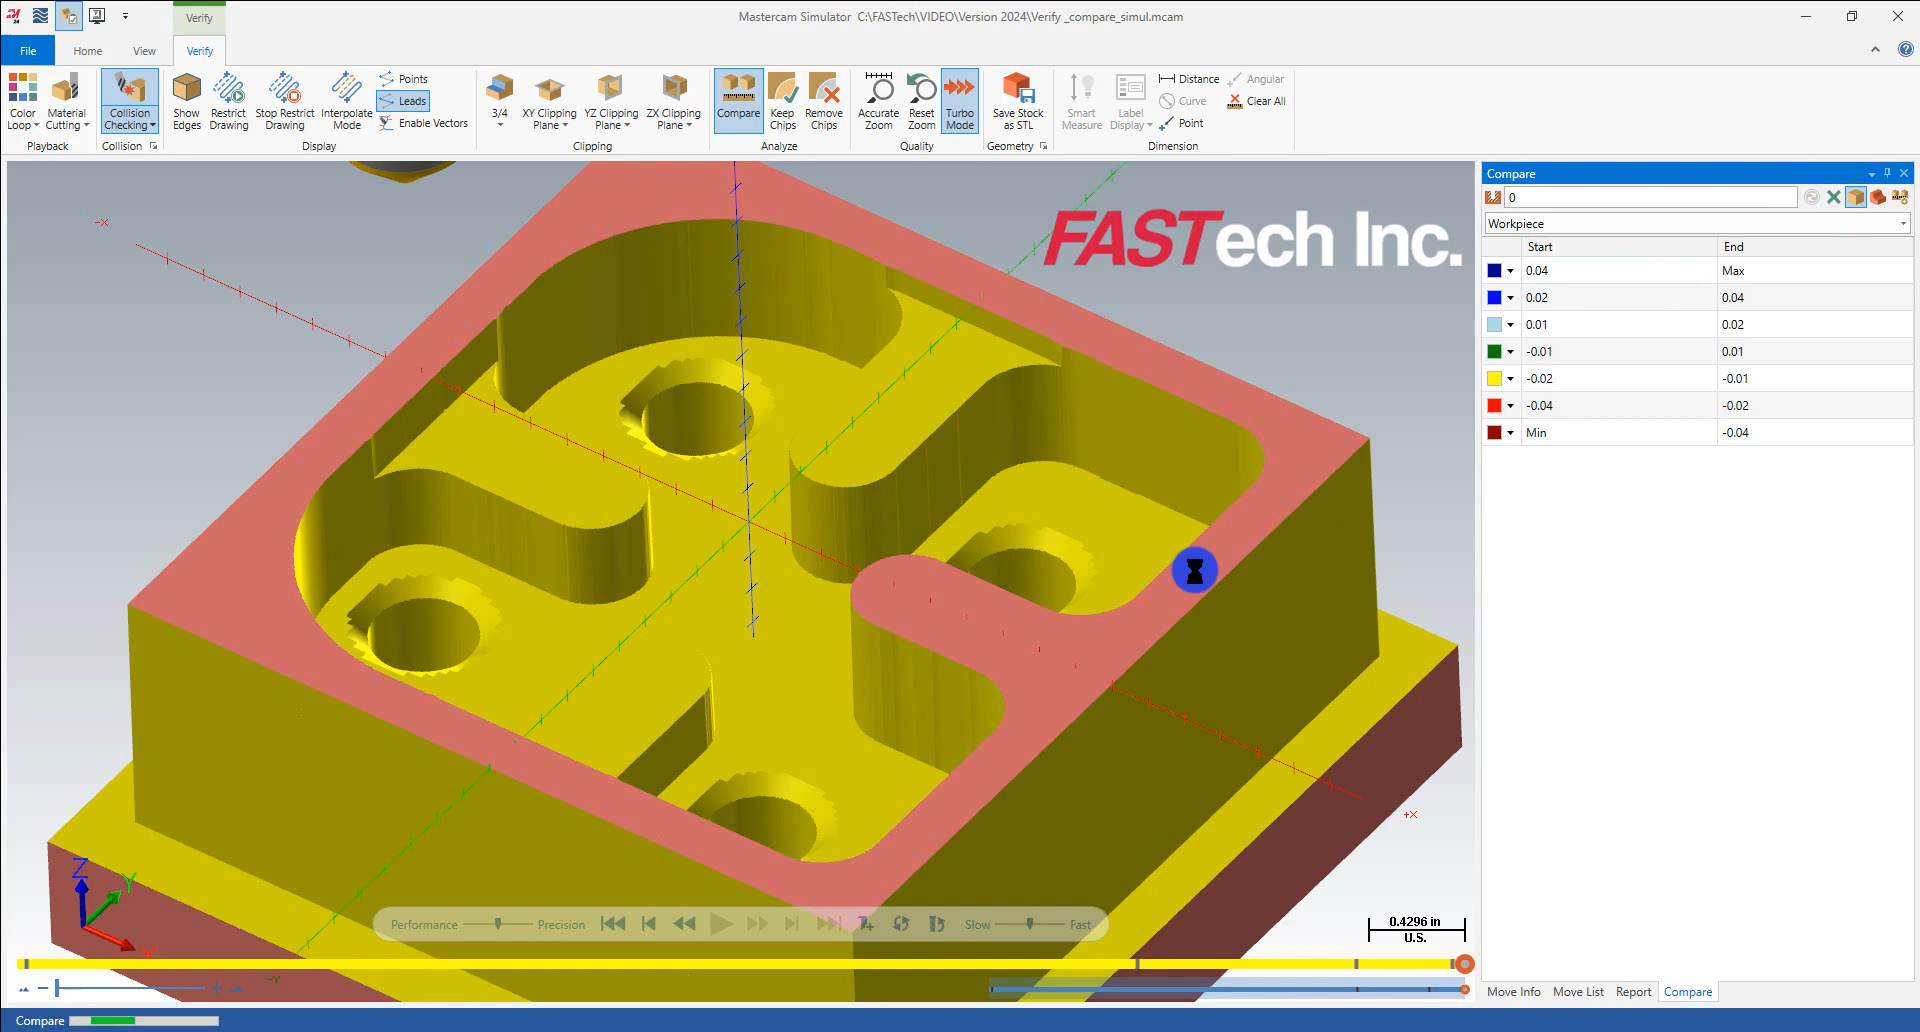 Verify
Mastercam Simulator C:\FASTech\VIDEO\Version 2024\Verify _compare_simul.mcam
File Home View Verify
Color Loop
Material Cutting
Playback
Collision Checking
Collision
Show Edges
Restrict Drawing
Stop Restrict Drawing
Interpolate Mode
Points
Leads
Enable Vectors
Display
3/4
XY Clipping Plane
YZ Clipping Plane
ZX Clipping Plane
Clipping
Compare
Keep Chips
Remove Chips
Analyze
Accurate Zoom
Reset Zoom
Turbo Mode
Quality
Save Stock as STL
Geometry
Smart Measure
Label Display
Distance
Curve
Point
Angular
Clear All
Dimension
FASTech Inc.
-X
+X
-Y
Z
Y
X
Performance Precision Slow Fast
0.4296 in
U.S.
Compare
0
Workpiece
Start End
0.04 Max
0.02 0.04
0.01 0.02
-0.01 0.01
-0.02 -0.01
-0.04 -0.02
Min -0.04
Move Info Move List Report Compare
Compare